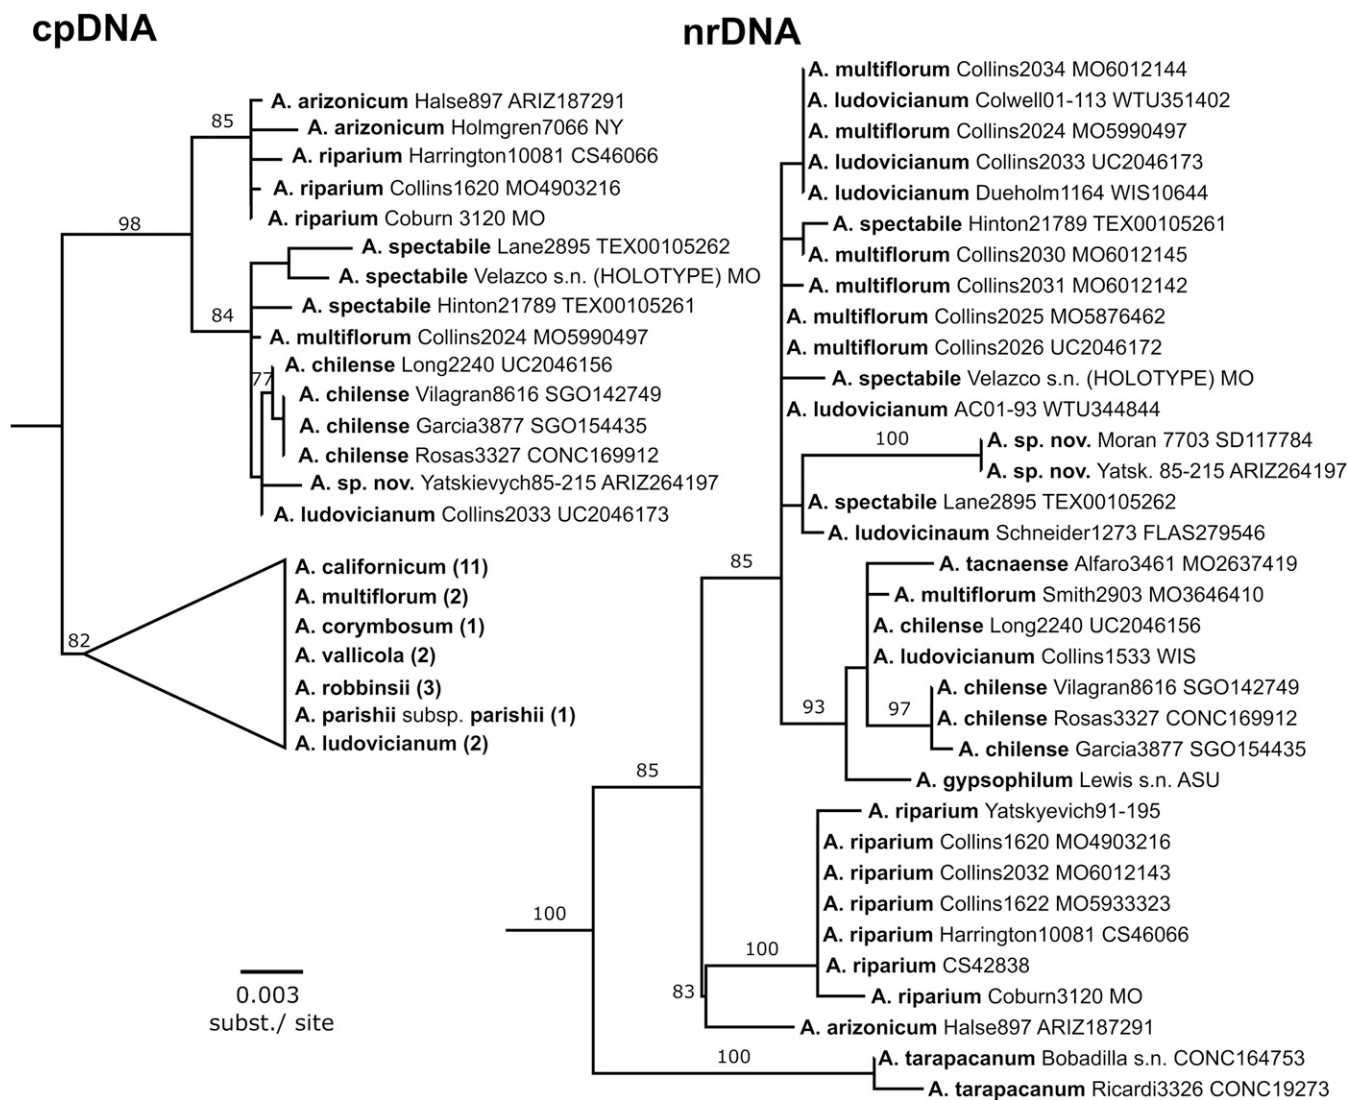 cpDNA
85
A. arizonicum Halse897 ARIZ187291
A. arizonicum Holmgren7066 NY
A. riparium Harrington10081 CS46066
A. riparium Collins1620 MO4903216
A. riparium Coburn 3120 MO
98
A. spectabile Lane2895 TEX00105262
A. spectabile Velazco s.n. (HOLOTYPE) MO
84
A. spectabile Hinton21789 TEX00105261
A. multiflorum Collins2024 MO5990497
77
A. chilense Long2240 UC2046156
A. chilense Vilagran8616 SGO142749
A. chilense Garcia3877 SGO154435
A. chilense Rosas3327 CONC169912
A. sp. nov. Yatskievych85-215 ARIZ264197
A. ludovicianum Collins2033 UC2046173
82
A. californicum (11)
A. multiflorum (2)
A. corymbosum (1)
A. vallicola (2)
A. robbinsii (3)
A. parishii subsp. parishii (1)
A. ludovicianum (2)
0.003
subst./ site
nrDNA
A. multiflorum Collins2034 MO6012144
A. ludovicianum Colwell01-113 WTU351402
A. multiflorum Collins2024 MO5990497
A. ludovicianum Collins2033 UC2046173
A. ludovicianum Dueholm1164 WIS10644
A. spectabile Hinton21789 TEX00105261
A. multiflorum Collins2030 MO6012145
A. multiflorum Collins2031 MO6012142
A. multiflorum Collins2025 MO5876462
A. multiflorum Collins2026 UC2046172
A. spectabile Velazco s.n. (HOLOTYPE) MO
A. ludovicianum AC01-93 WTU344844
100
A. sp. nov. Moran 7703 SD117784
A. sp. nov. Yatsk. 85-215 ARIZ264197
A. spectabile Lane2895 TEX00105262
A. ludovicinaum Schneider1273 FLAS279546
85
A. tacnaense Alfaro3461 MO2637419
A. multiflorum Smith2903 MO3646410
A. chilense Long2240 UC2046156
A. ludovicianum Collins1533 WIS
93
97
A. chilense Vilagran8616 SGO142749
A. chilense Rosas3327 CONC169912
A. chilense Garcia3877 SGO154435
A. gypsophilum Lewis s.n. ASU
85
A. riparium Yatskyevich91-195
A. riparium Collins1620 MO4903216
A. riparium Collins2032 MO6012143
A. riparium Collins1622 MO5933323
A. riparium Harrington10081 CS46066
100
100
A. riparium CS42838
83
A. riparium Coburn3120 MO
A. arizonicum Halse897 ARIZ187291
100
A. tarapacanum Bobadilla s.n. CONC164753
A. tarapacanum Ricardi3326 CONC19273